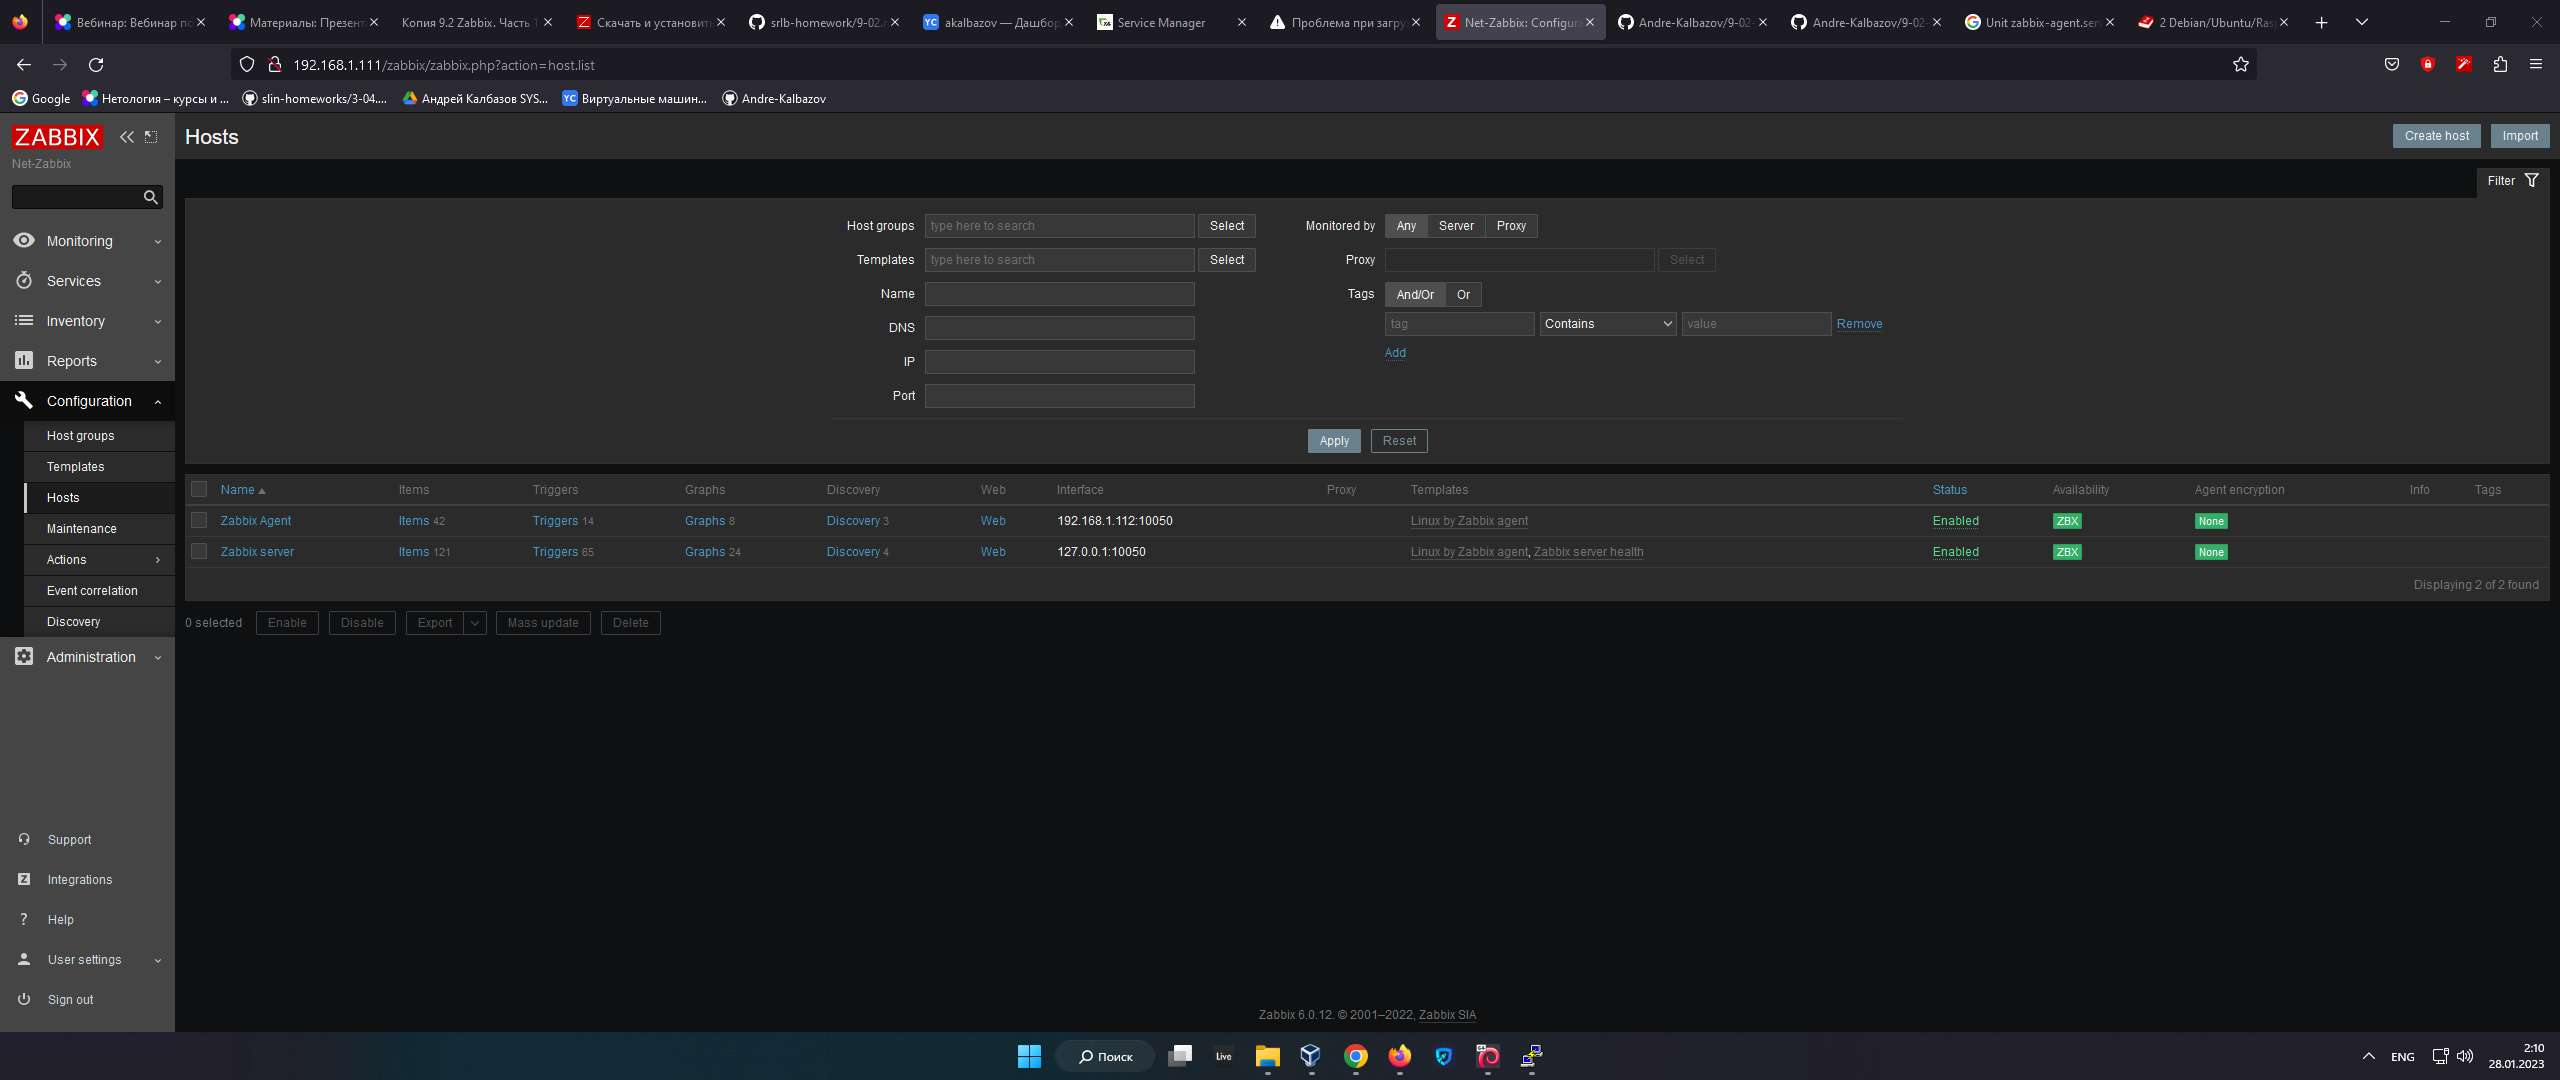 Вебинар: Вебинар по
Материалы: Презент
Копия 9.2 Zabbix. Часть 1
Скачать и установить
srlb-homework/9-02.m
akalbazov — Дашбор
Service Manager
Проблема при загруз
Net-Zabbix: Configura
Andre-Kalbazov/9-02-
Andre-Kalbazov/9-02-
Unit zabbix-agent.serv
2 Debian/Ubuntu/Rasp
192.168.1.111/zabbix/zabbix.php?action=host.list
Google
Нетология – курсы и ...
slin-homeworks/3-04....
Андрей Калбазов SYS...
Виртуальные машин...
Andre-Kalbazov
ZABBIX
Net-Zabbix
Monitoring
Services
Inventory
Reports
Configuration
Host groups
Templates
Hosts
Maintenance
Actions
Event correlation
Discovery
Administration
Support
Integrations
Help
User settings
Sign out
Hosts
Create host Import
Filter
Host groups type here to search Select
Templates type here to search Select
Name
DNS
IP
Port
Monitored by Any Server Proxy
Proxy Select
Tags And/Or Or
tag Contains value Remove
Add
Apply Reset
Name Items Triggers Graphs Discovery Web Interface Proxy Templates Status Availability Agent encryption Info Tags
Zabbix Agent Items 42 Triggers 14 Graphs 8 Discovery 3 Web 192.168.1.112:10050 Linux by Zabbix agent Enabled ZBX None
Zabbix server Items 121 Triggers 65 Graphs 24 Discovery 4 Web 127.0.0.1:10050 Linux by Zabbix agent, Zabbix server health Enabled ZBX None
Displaying 2 of 2 found
0 selected Enable Disable Export Mass update Delete
Zabbix 6.0.12. © 2001–2022, Zabbix SIA
Поиск
Live
ENG
2:10
28.01.2023